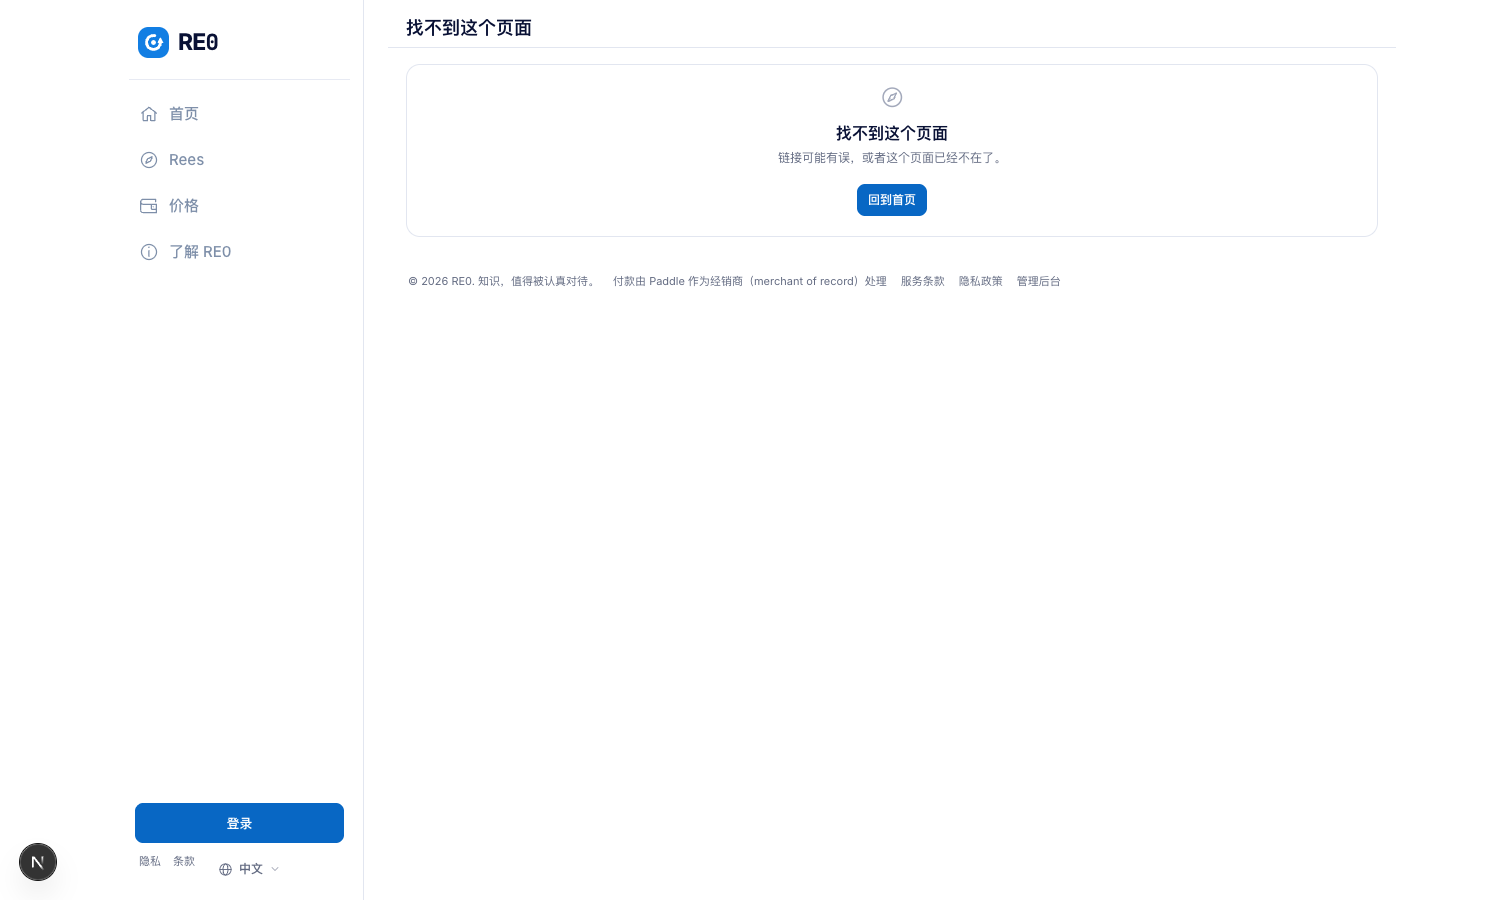 RE0
首页
Rees
价格
了解 RE0
登录
隐私 条款 中文
找不到这个页面
找不到这个页面
链接可能有误，或者这个页面已经不在了。
回到首页
© 2026 RE0. 知识，值得被认真对待。 付款由 Paddle 作为经销商（merchant of record）处理 服务条款 隐私政策 管理后台
N